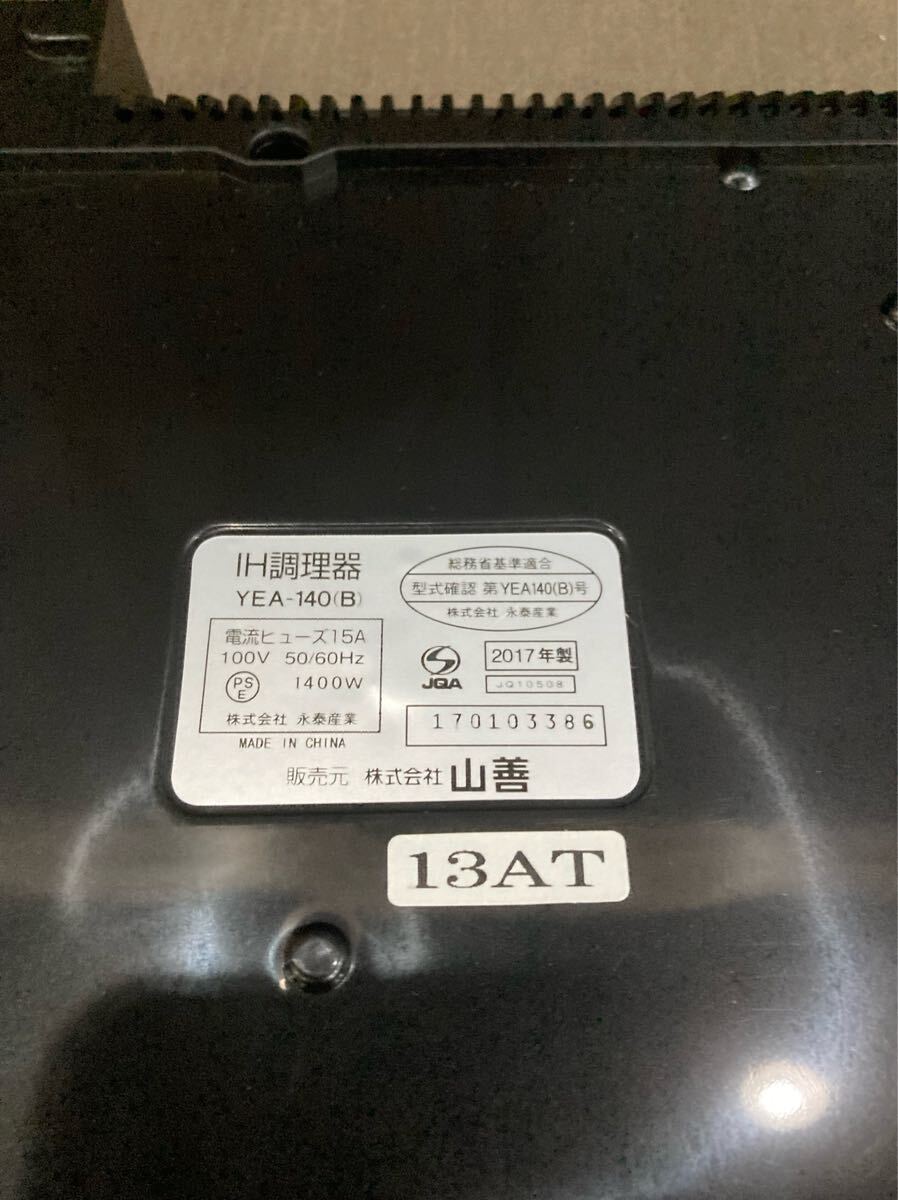 IH調理器
YEA-140(B)
電流ヒューズ15A
100V 50/60Hz
PS
E
1400W
株式会社 永泰産業
MADE IN CHINA
総務省基準適合
型式確認 第YEA140(B)号
株式会社 永泰産業
JQA
2017年製
JQ10508
170103386
販売元 株式会社 山善
13AT